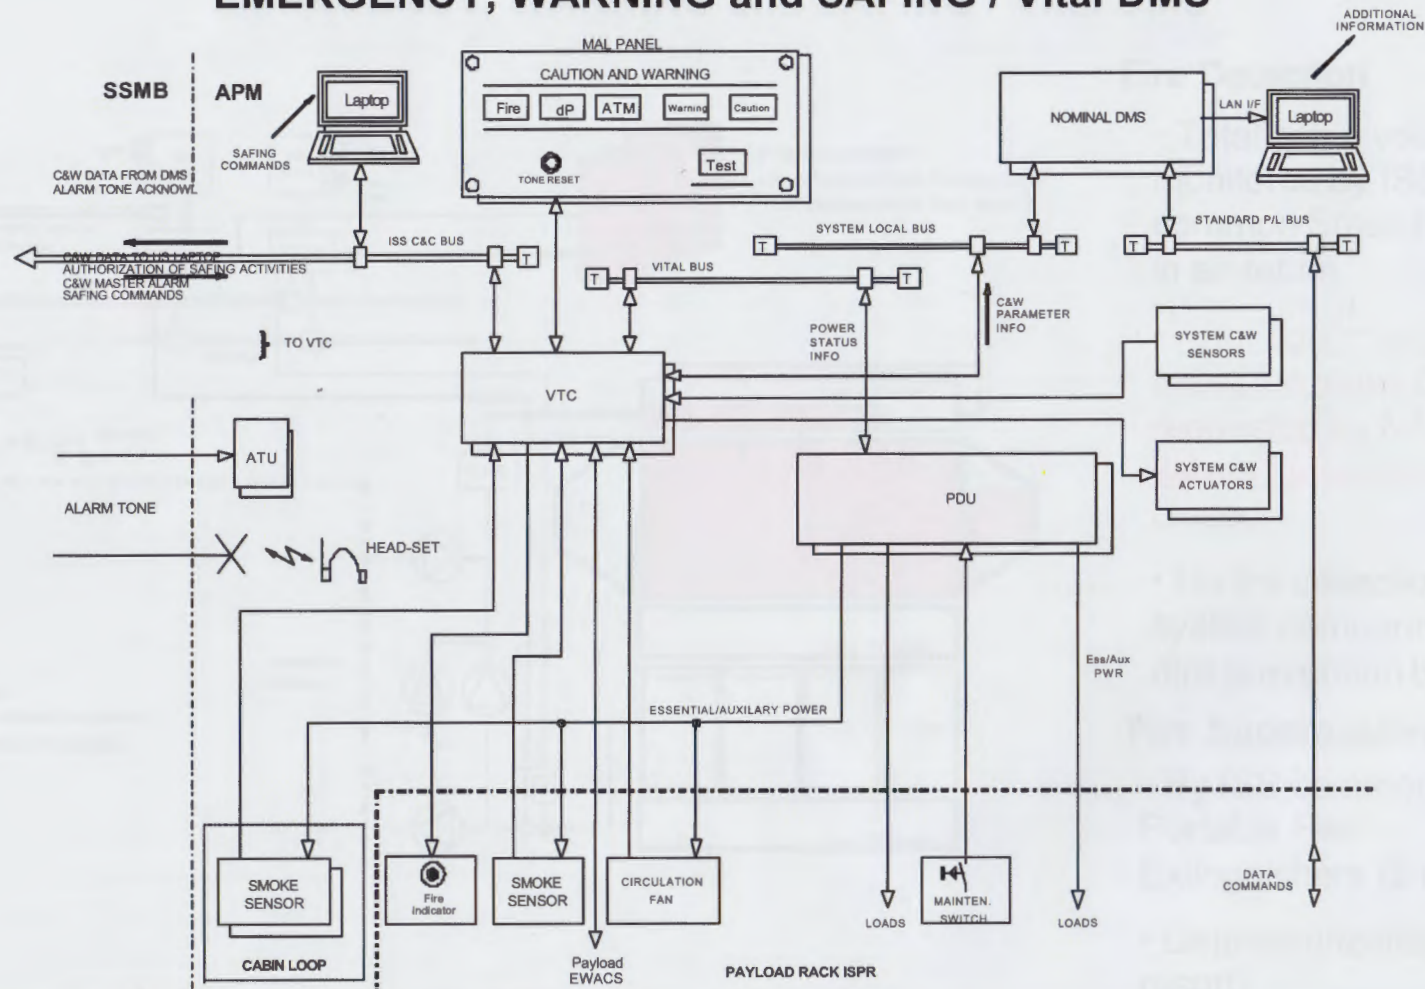 EMERGENCY, WARNING and SAFING / Vital DMS
ADDITIONAL
INFORMATION
MAL PANEL
SSMB
APM
Laptop
CAUTION AND WARNING
Fire
dP
ATM
Warning
Caution
TONE RESET
Test
NOMINAL DMS
LAN I/F
Laptop
SAFING
COMMANDS
C&W DATA FROM DMS
ALARM TONE ACKNOWL.
ISS C&C BUS
T
C&W DATA TO US LAPTOP
AUTHORIZATION OF SAFING ACTIVITIES
C&W MASTER ALARM
SAFING COMMANDS
T
SYSTEM LOCAL BUS
T
T
STANDARD P/L BUS
T
T
VITAL BUS
T
C&W
PARAMETER
INFO
POWER
STATUS
INFO
} TO VTC
SYSTEM C&W
SENSORS
VTC
ATU
SYSTEM C&W
ACTUATORS
PDU
ALARM TONE
HEAD-SET
Ess/Aux
PWR
ESSENTIAL/AUXILARY POWER
SMOKE
SENSOR
CABIN LOOP
Fire
Indicator
SMOKE
SENSOR
CIRCULATION
FAN
LOADS
MAINTEN.
SWITCH
LOADS
DATA
COMMANDS
Payload
EWACS
PAYLOAD RACK ISPR